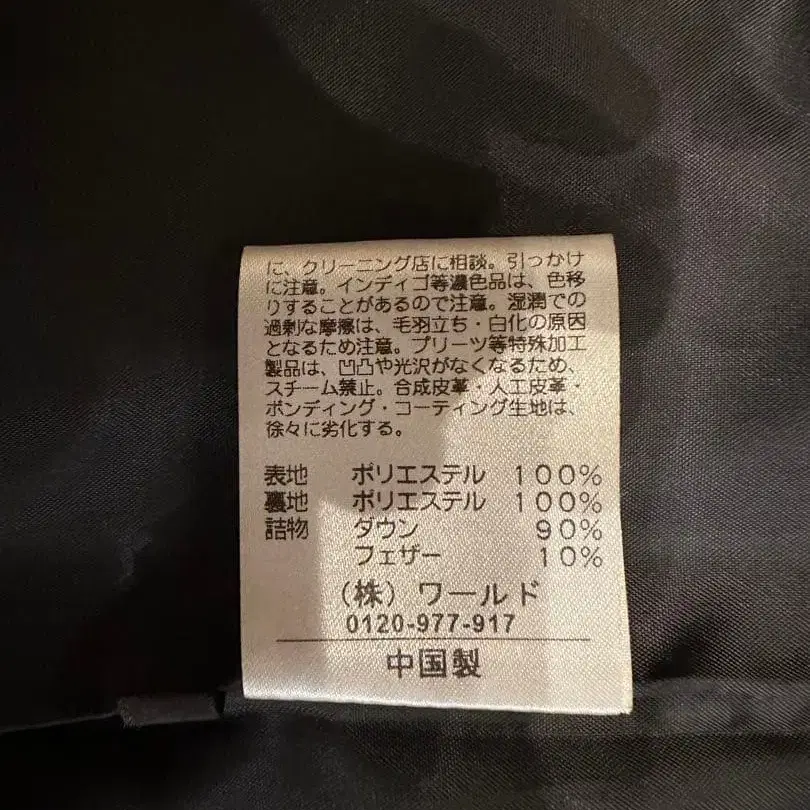 に、クリーニング店に相談。引っかけ
に注意。インディゴ等濃色品は、色移
りすることがあるので注意。湿潤での
過剰な摩擦は、毛羽立ち・白化の原因
となるため注意。プリーツ等特殊加工
製品は、凹凸や光沢がなくなるため、
スチーム禁止。合成皮革・人工皮革・
ボンディング・コーティング生地は、
徐々に劣化する。
表地 ポリエステル 100%
裏地 ポリエステル 100%
詰物 ダウン 90%
フェザー 10%
(株) ワールド
0120-977-917
中国製